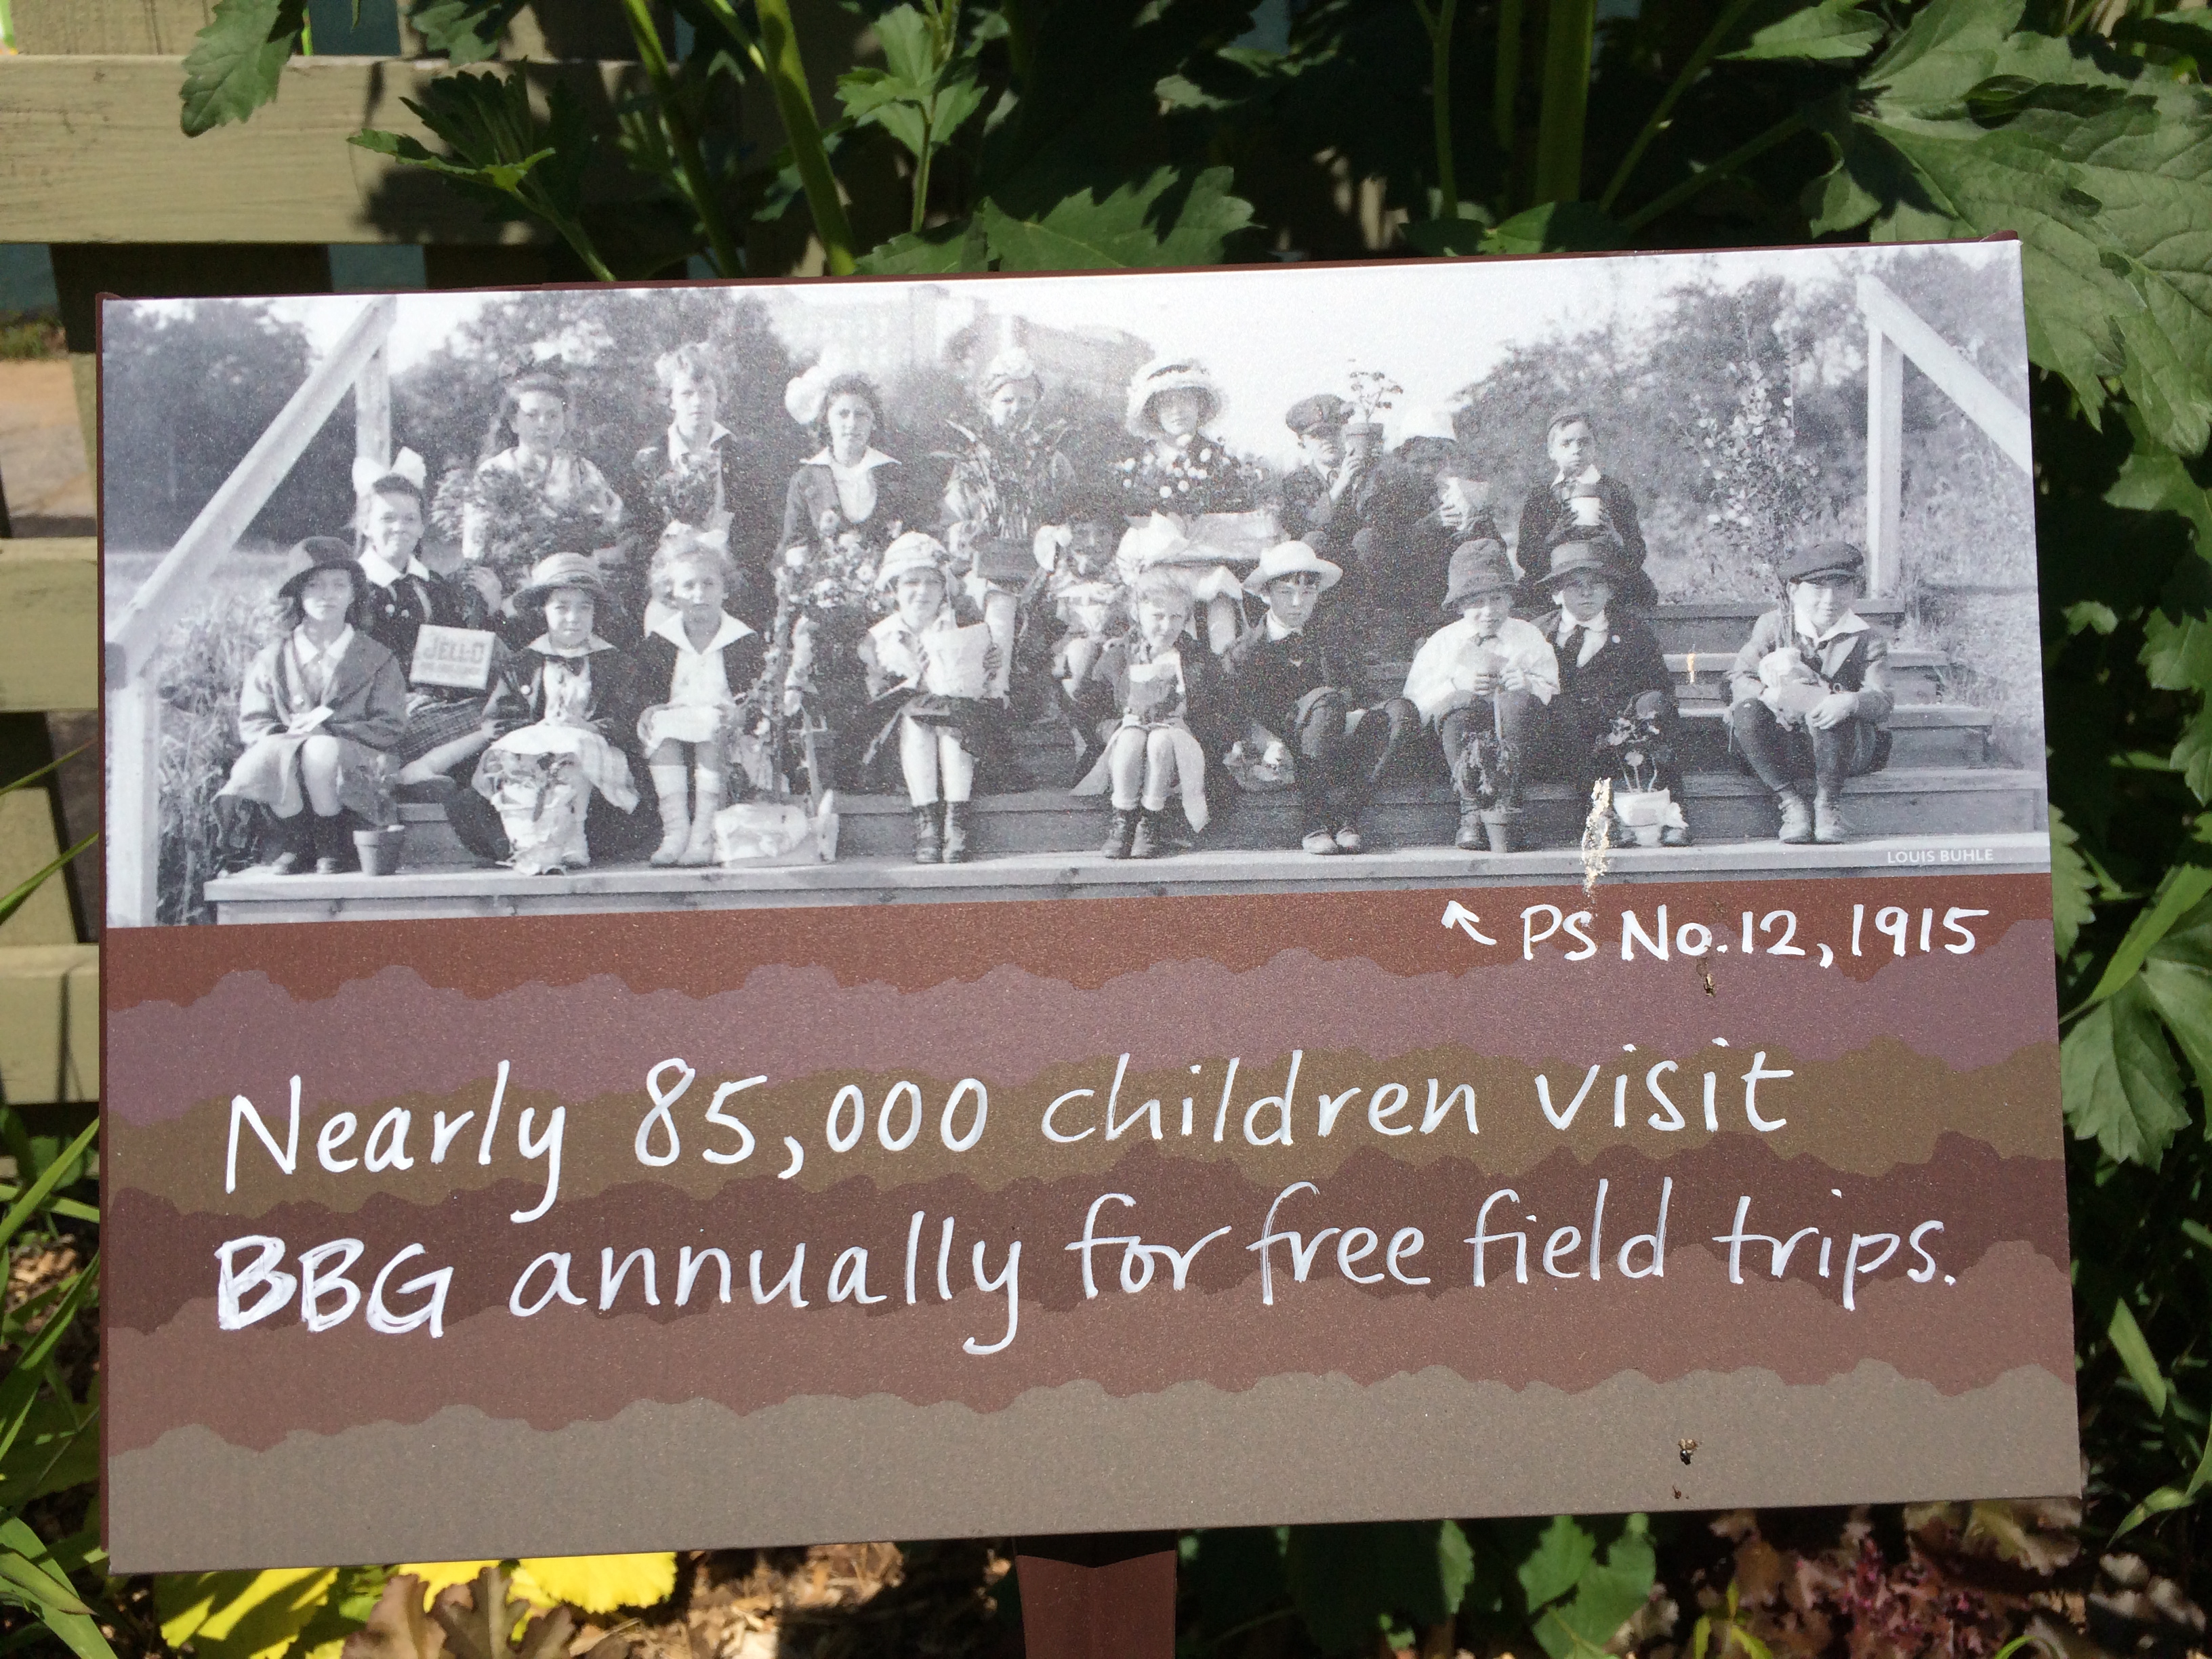 JELL-O
LOUIS BUHLE
PS No. 12, 1915
Nearly 85,000 children visit
BBG annually for free field trips.